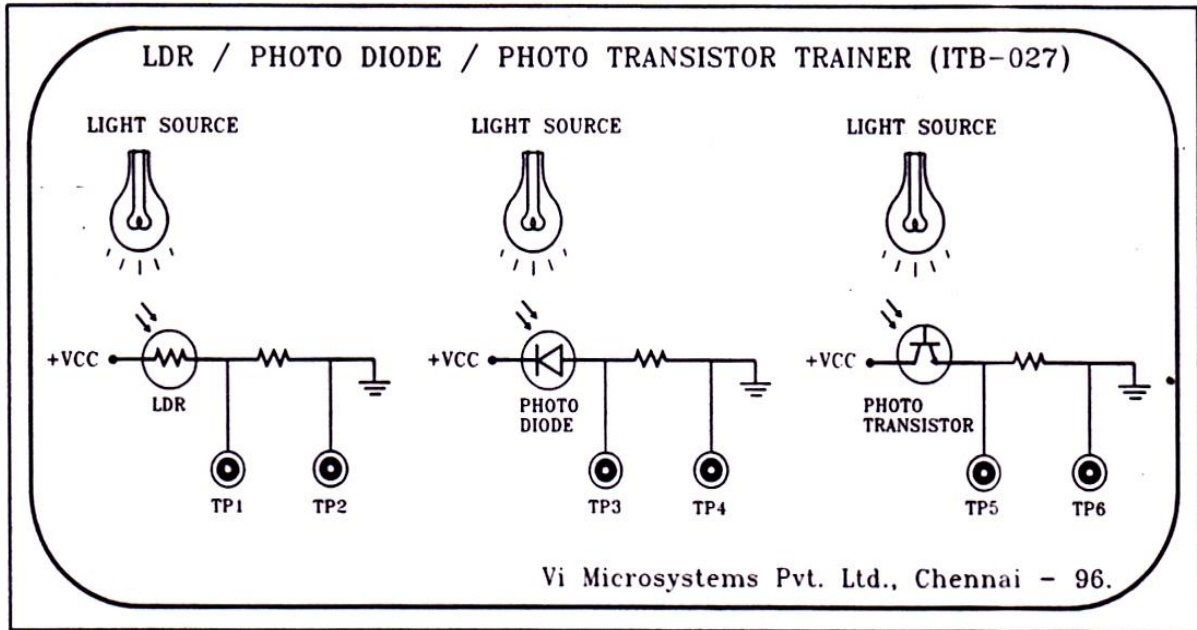 LDR / PHOTO DIODE / PHOTO TRANSISTOR TRAINER (ITB-027)
LIGHT SOURCE
LIGHT SOURCE
LIGHT SOURCE
+VCC
LDR
TP1
TP2
+VCC
PHOTO
DIODE
TP3
TP4
+VCC
PHOTO
TRANSISTOR
TP5
TP6
Vi Microsystems Pvt. Ltd., Chennai - 96.